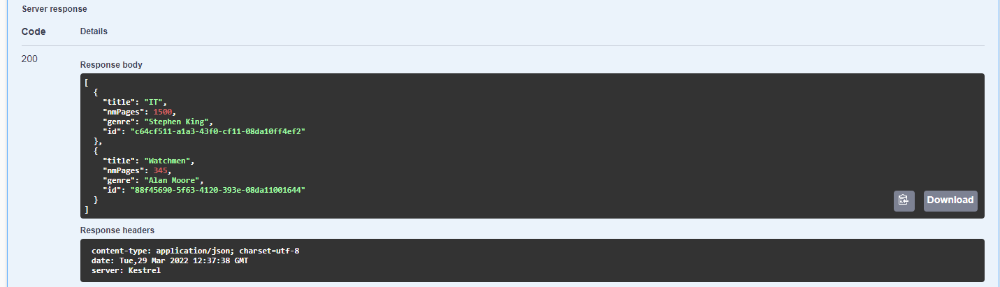 Server response
Code Details
200
Response body
[
  {
    "title": "IT",
    "nmPages": 1500,
    "genre": "Stephen King",
    "id": "c64cf511-a1a3-43f0-cf11-08da10ff4ef2"
  },
  {
    "title": "Watchmen",
    "nmPages": 345,
    "genre": "Alan Moore",
    "id": "88f45690-5f63-4120-393e-08da11001644"
  }
]
Download
Response headers
content-type: application/json; charset=utf-8
date: Tue,29 Mar 2022 12:37:38 GMT
server: Kestrel